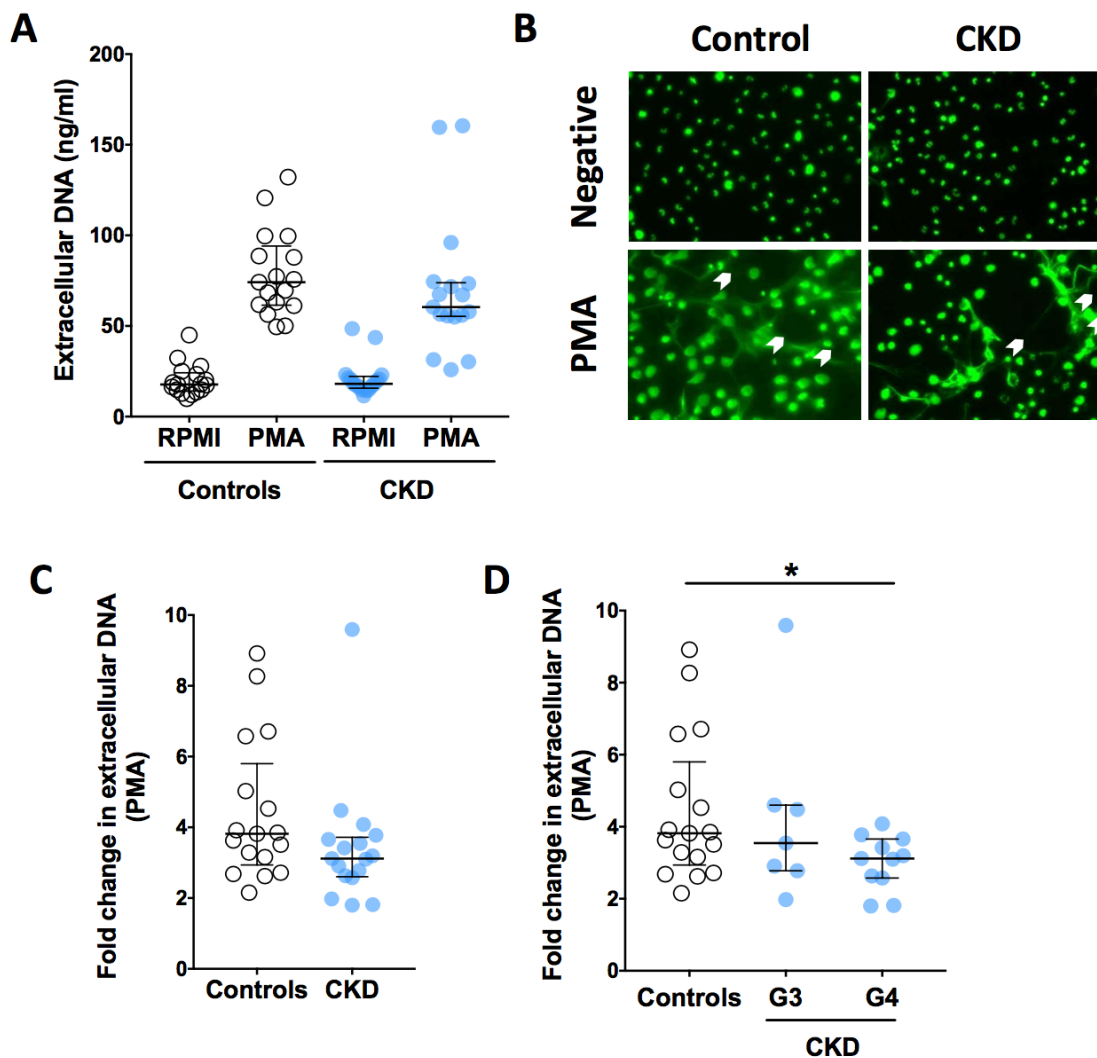 A
Extracellular DNA (ng/ml)
200
150
100
50
0
RPMI PMA RPMI PMA
Controls CKD
B
Control CKD
Negative
PMA
C
Fold change in extracellular DNA
(PMA)
10
8
6
4
2
0
Controls CKD
D
*
Fold change in extracellular DNA
(PMA)
10
8
6
4
2
0
Controls G3 G4
CKD